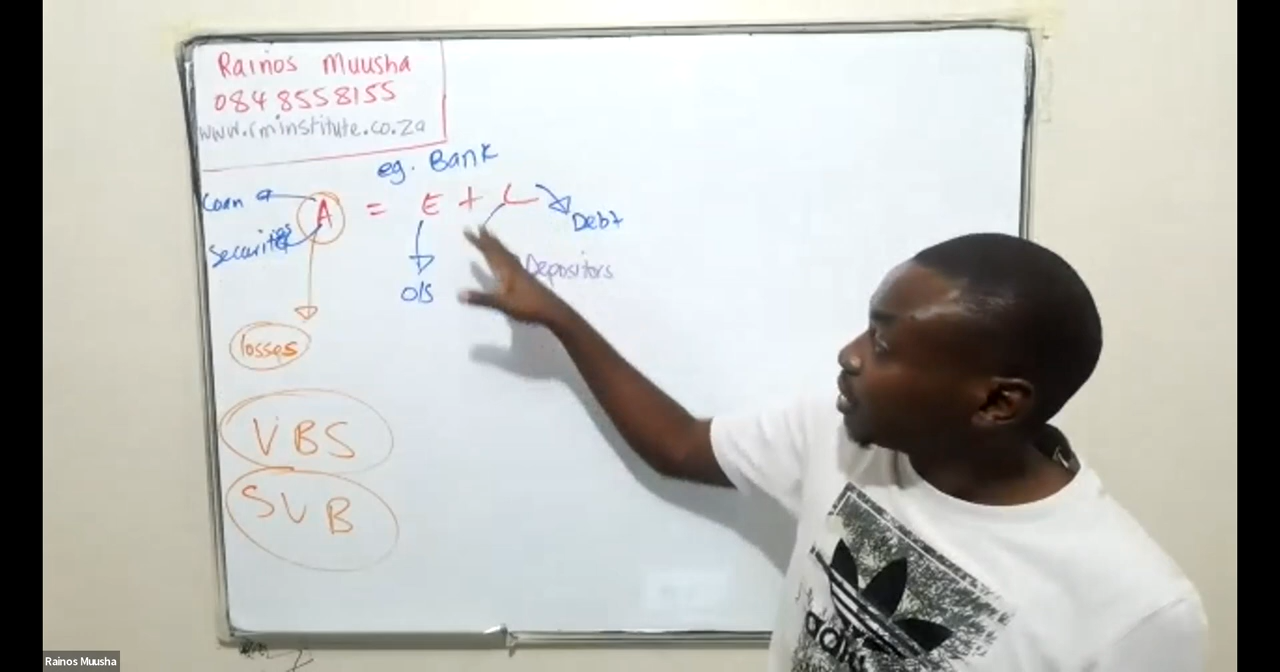 Rainos Muusha
084 8558155
www.rminstitute.co.za
eg. Bank
Loan
A = E + L
Debt
Securities
Depositors
O/S
losses
VBS
SVB
adidas
Rainos Muusha